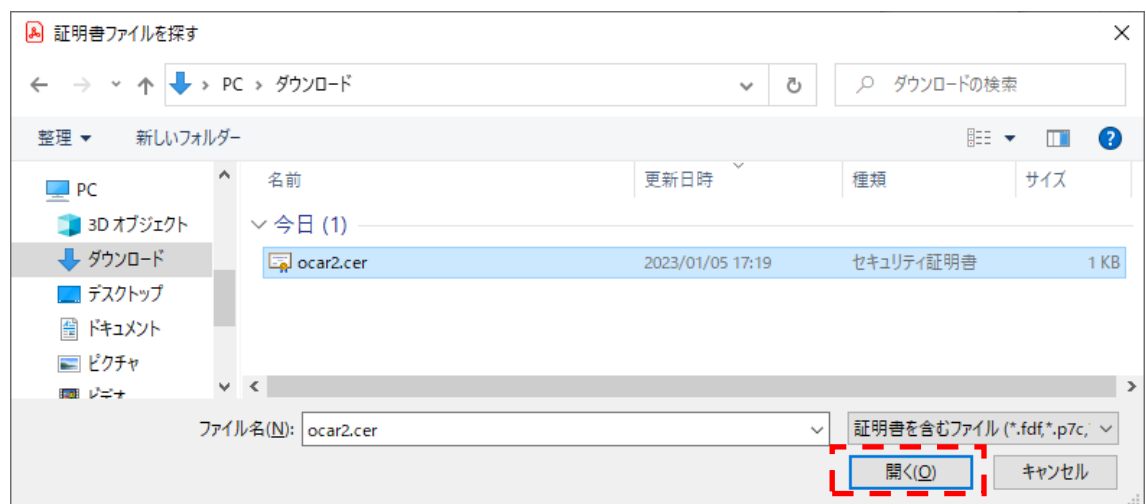 証明書ファイルを探す
PC › ダウンロード
ダウンロードの検索
整理 新しいフォルダー
名前 更新日時 種類 サイズ
PC
3D オブジェクト
ダウンロード
デスクトップ
ドキュメント
ピクチャ
ビデオ
今日 (1)
ocar2.cer 2023/01/05 17:19 セキュリティ証明書 1 KB
ファイル名(N): ocar2.cer 証明書を含むファイル (*.fdf,*.p7c,
開く(O) キャンセル